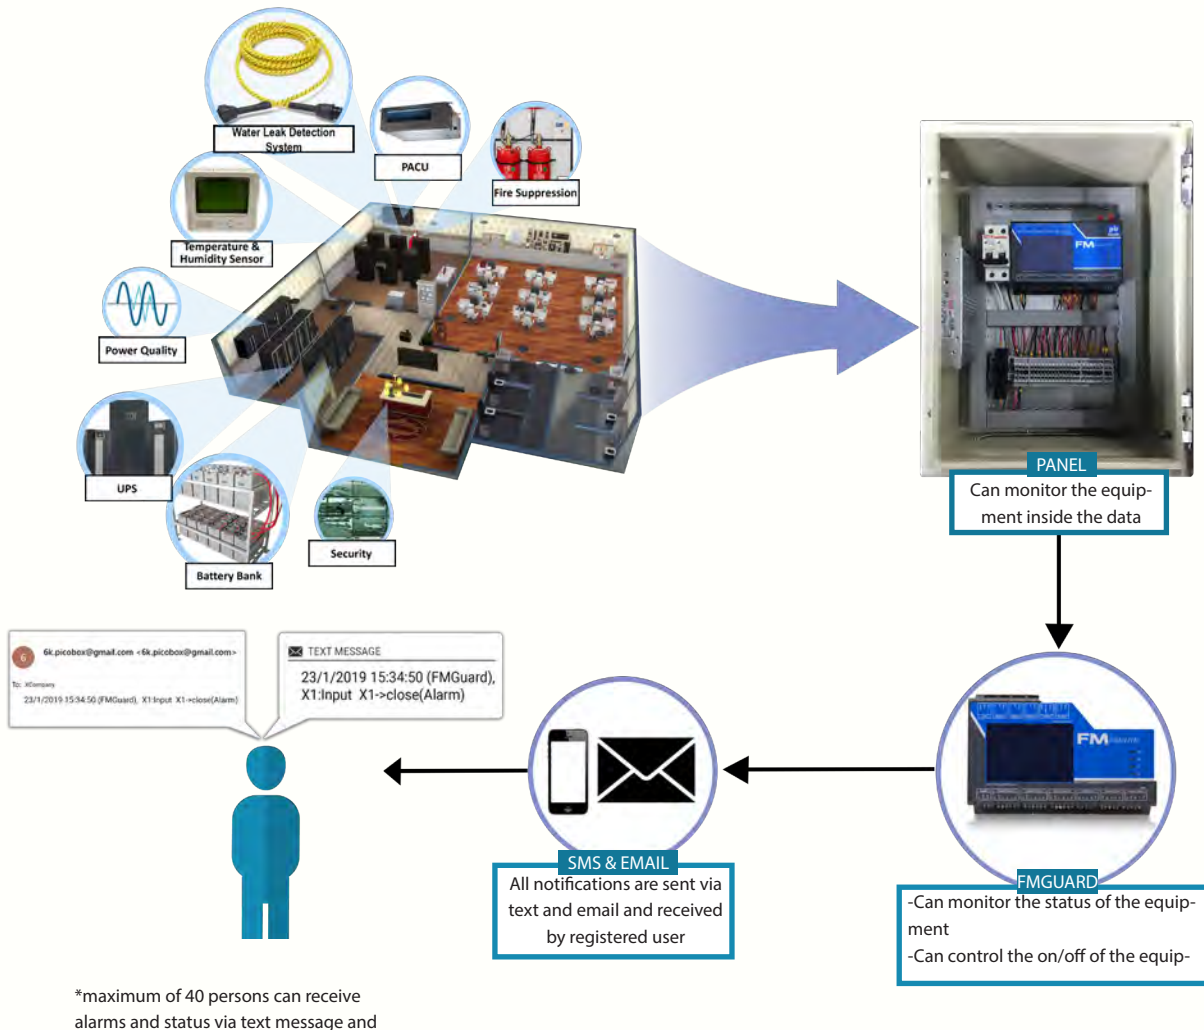 Water Leak Detection
System
PACU
Fire Suppression
Temperature &
Humidity Sensor
Power Quality
UPS
Battery Bank
Security
FM
PANEL
Can monitor the equip-
ment inside the data
6
6k.picobox@gmail.com <6k.picobox@gmail.com>
To: XCompany
23/1/2019 15:34:50 (FMGuard), X1:Input X1->close(Alarm)
TEXT MESSAGE
23/1/2019 15:34:50 (FMGuard),
X1:Input X1->close(Alarm)
FM
SMS & EMAIL
All notifications are sent via
text and email and received
by registered user
FMGUARD
-Can monitor the status of the equip-
ment
-Can control the on/off of the equip-
*maximum of 40 persons can receive
alarms and status via text message and